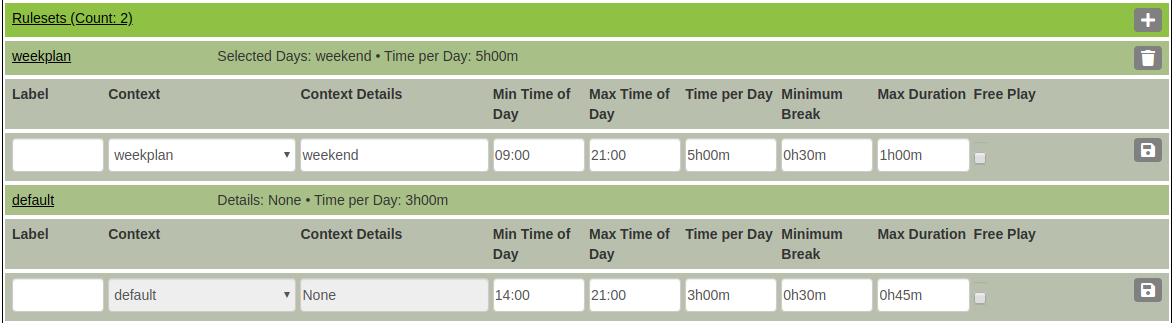 Rulesets (Count: 2)
weekplan Selected Days: weekend • Time per Day: 5h00m
Label Context Context Details Min Time of Day Max Time of Day Time per Day Minimum Break Max Duration Free Play
weekplan weekend 09:00 21:00 5h00m 0h30m 1h00m
default Details: None • Time per Day: 3h00m
Label Context Context Details Min Time of Day Max Time of Day Time per Day Minimum Break Max Duration Free Play
default None 14:00 21:00 3h00m 0h30m 0h45m